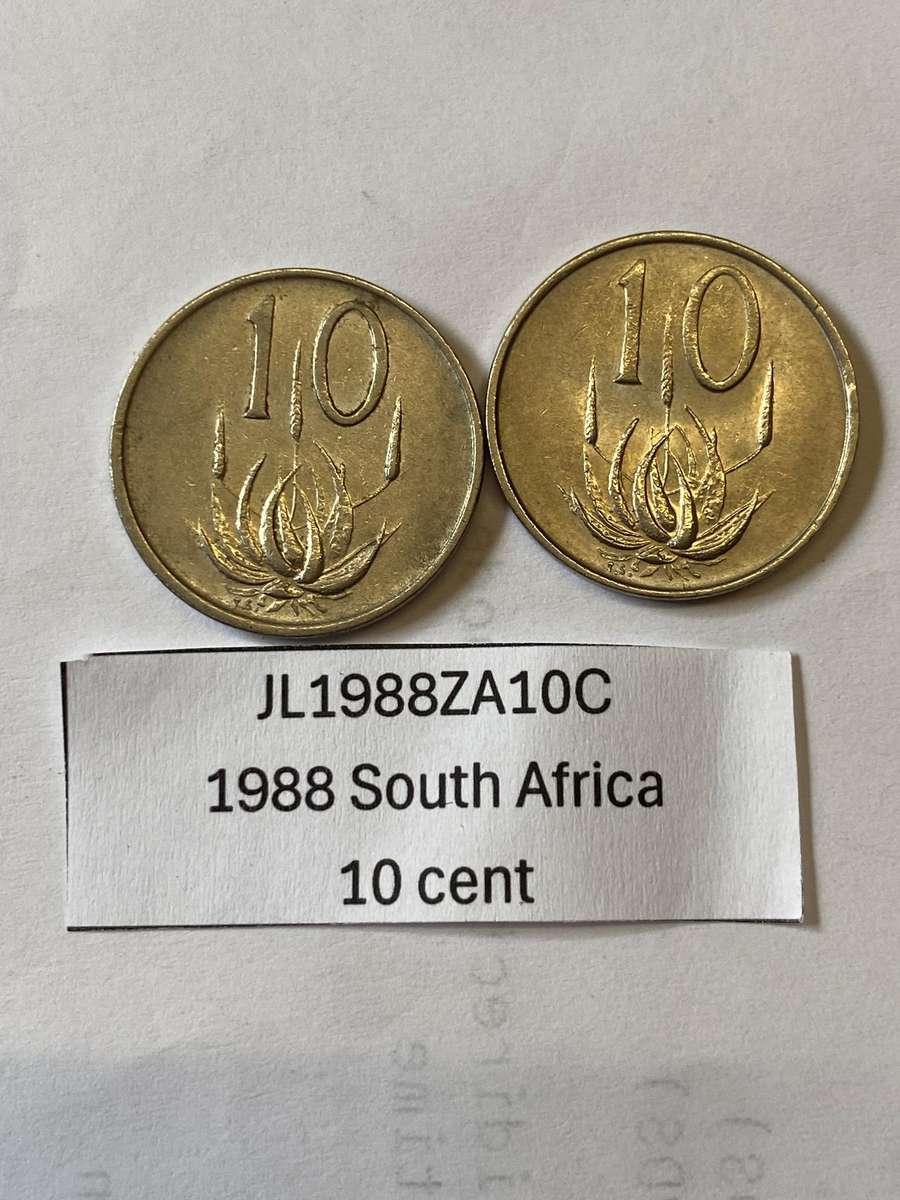 10 10
T.S. T.S.
JL1988ZA10C
1988 South Africa
10 cent